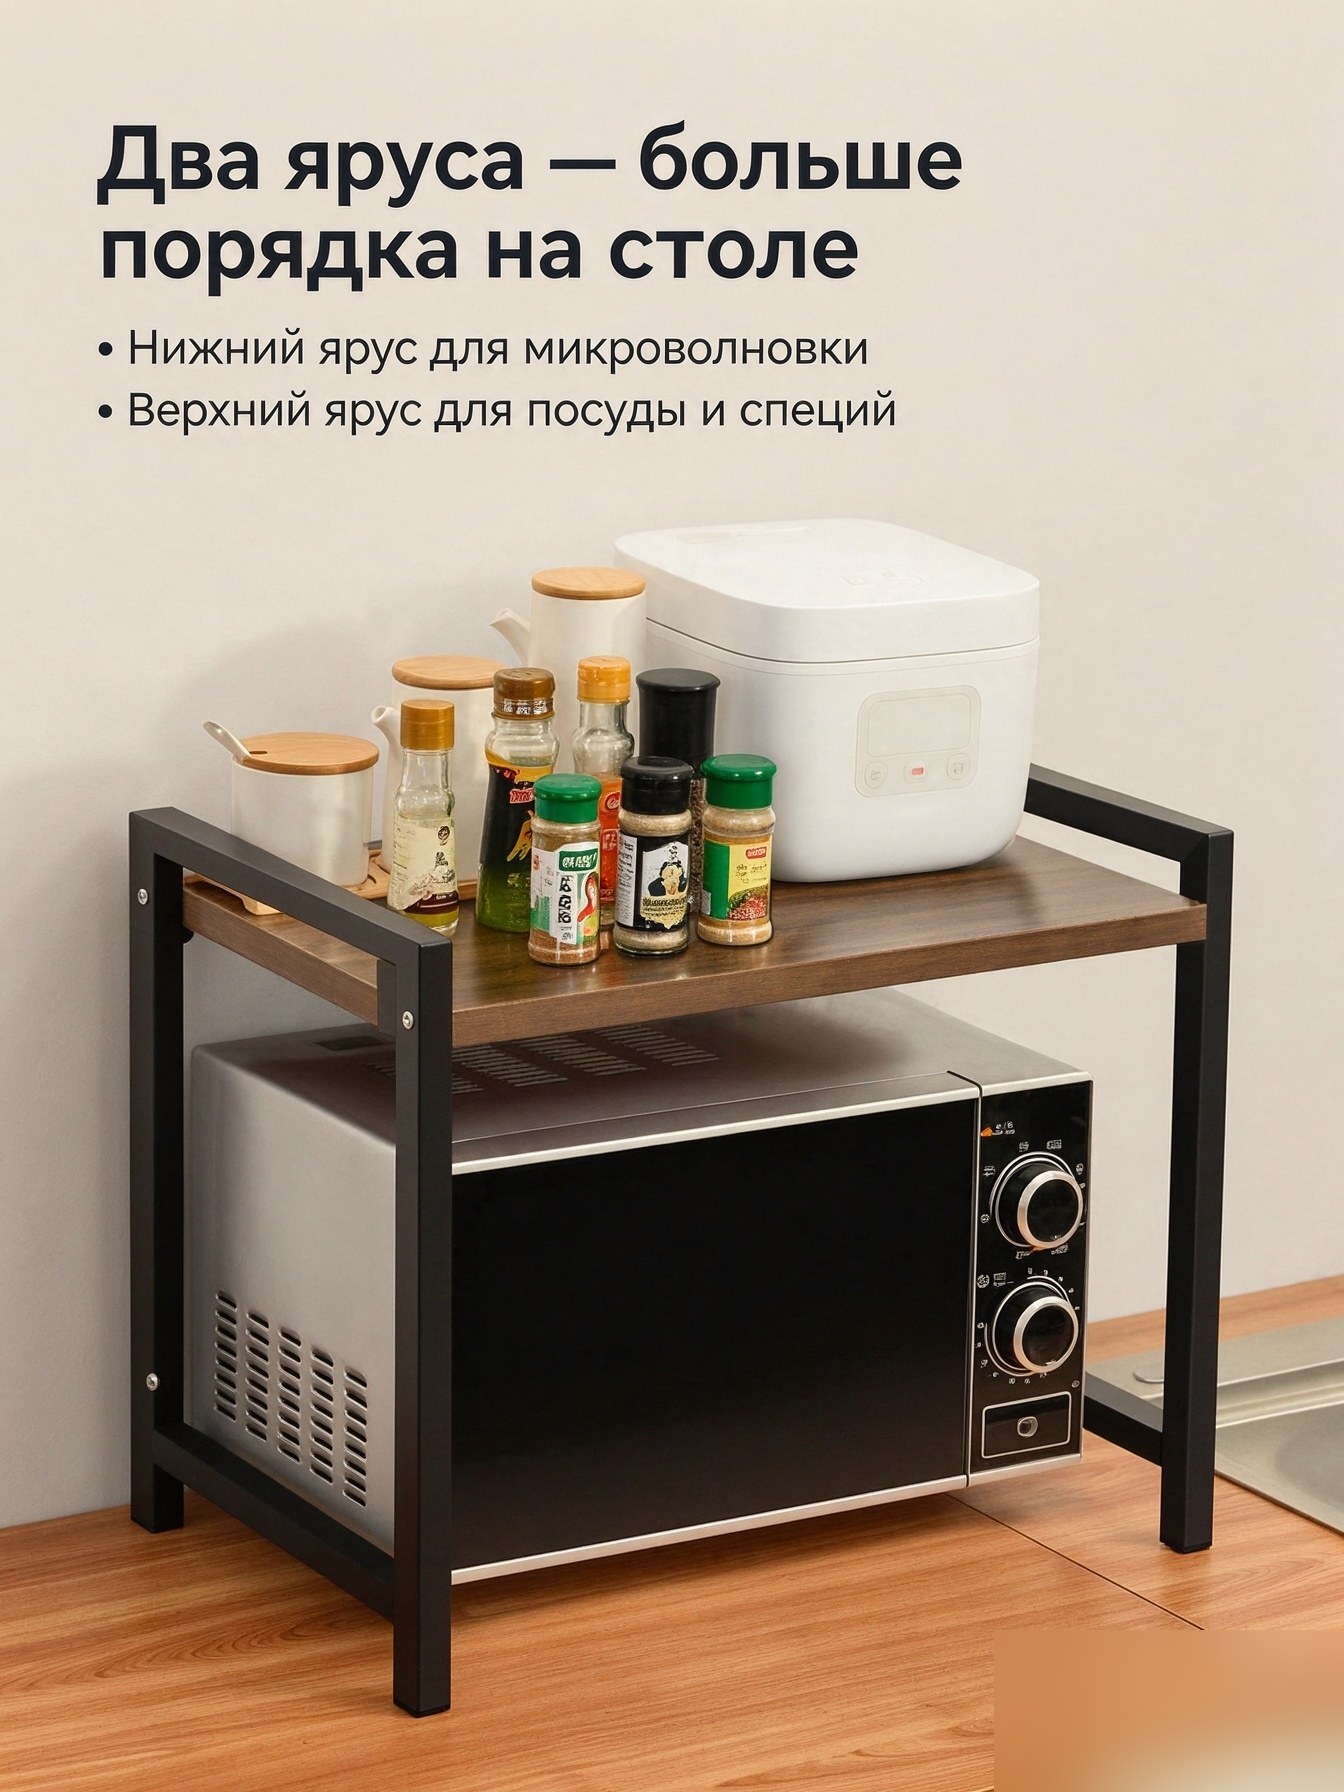 Два яруса — больше
порядка на столе
• Нижний ярус для микроволновки
• Верхний ярус для посуды и специй